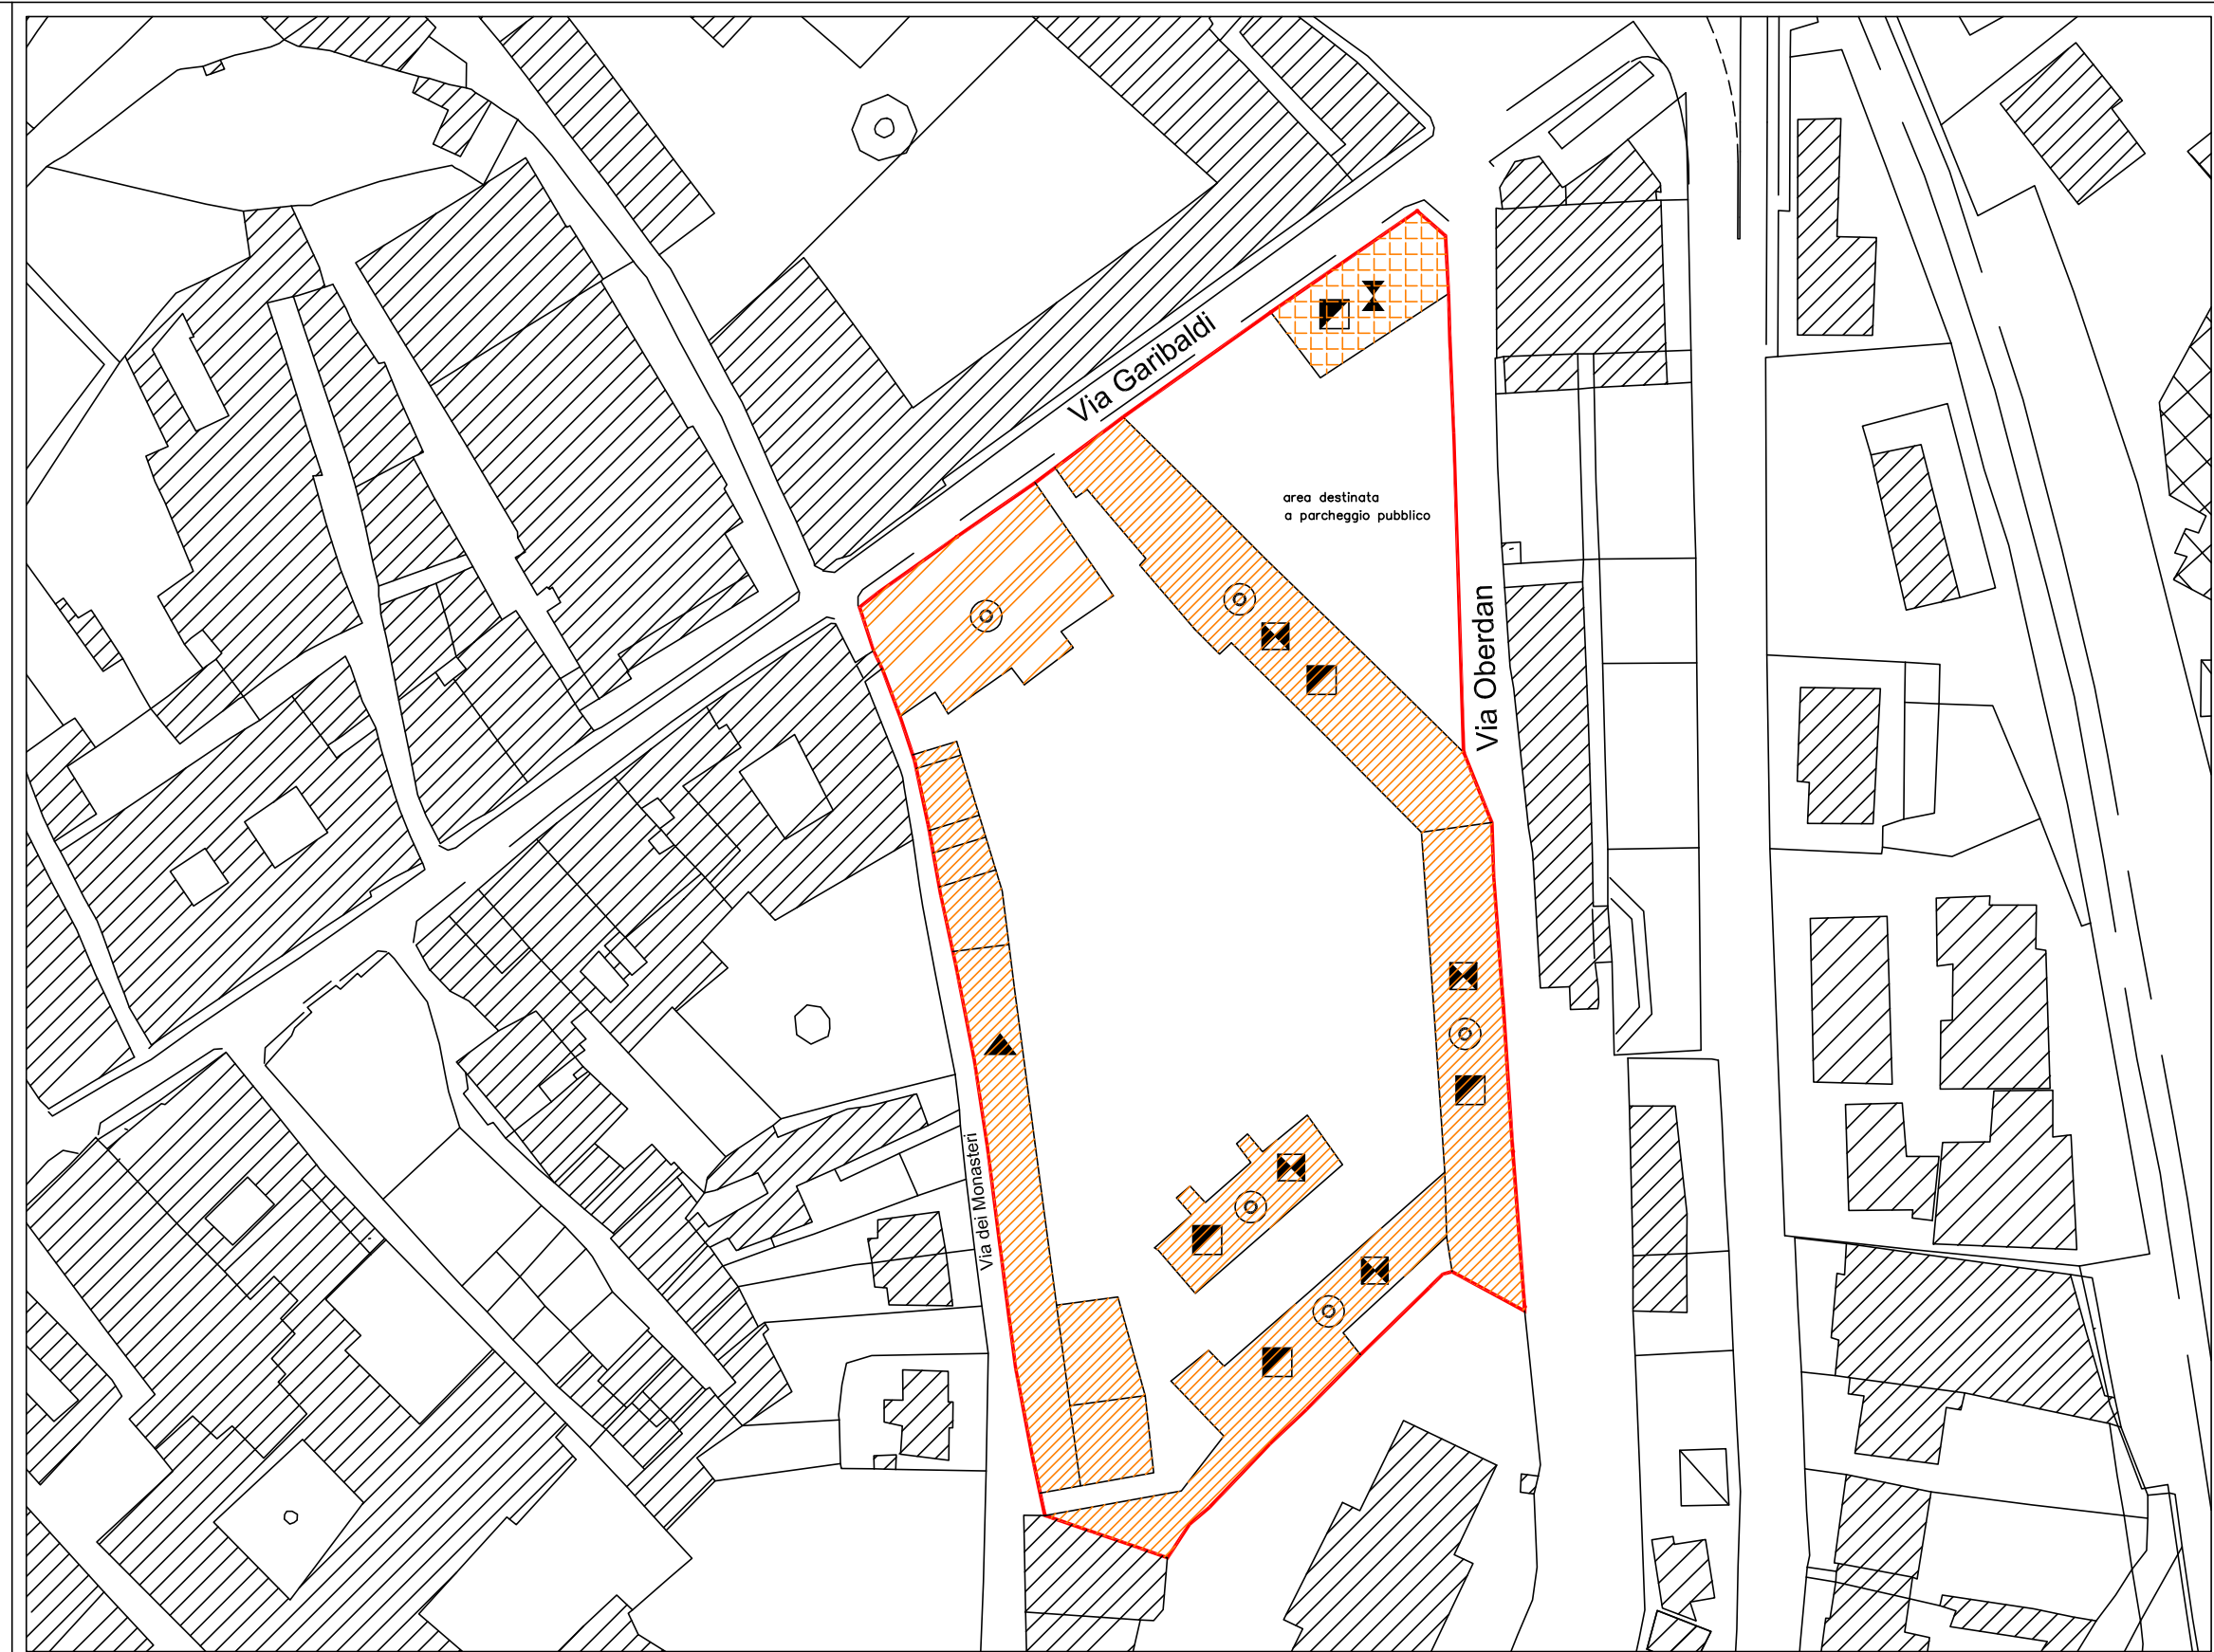 Via Garibaldi
area destinata
a parcheggio pubblico
Via Oberdan
Via dei Monasteri